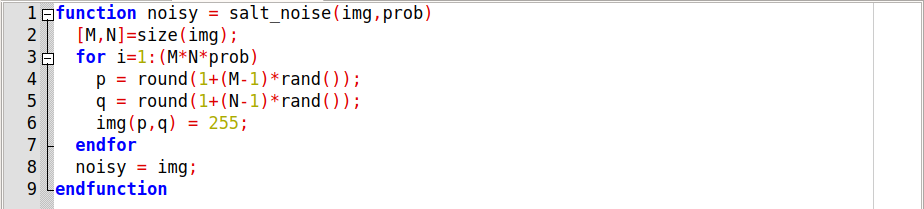 1 function noisy = salt_noise(img,prob)
2   [M,N]=size(img);
3   for i=1:(M*N*prob)
4     p = round(1+(M-1)*rand());
5     q = round(1+(N-1)*rand());
6     img(p,q) = 255;
7   endfor
8   noisy = img;
9 endfunction